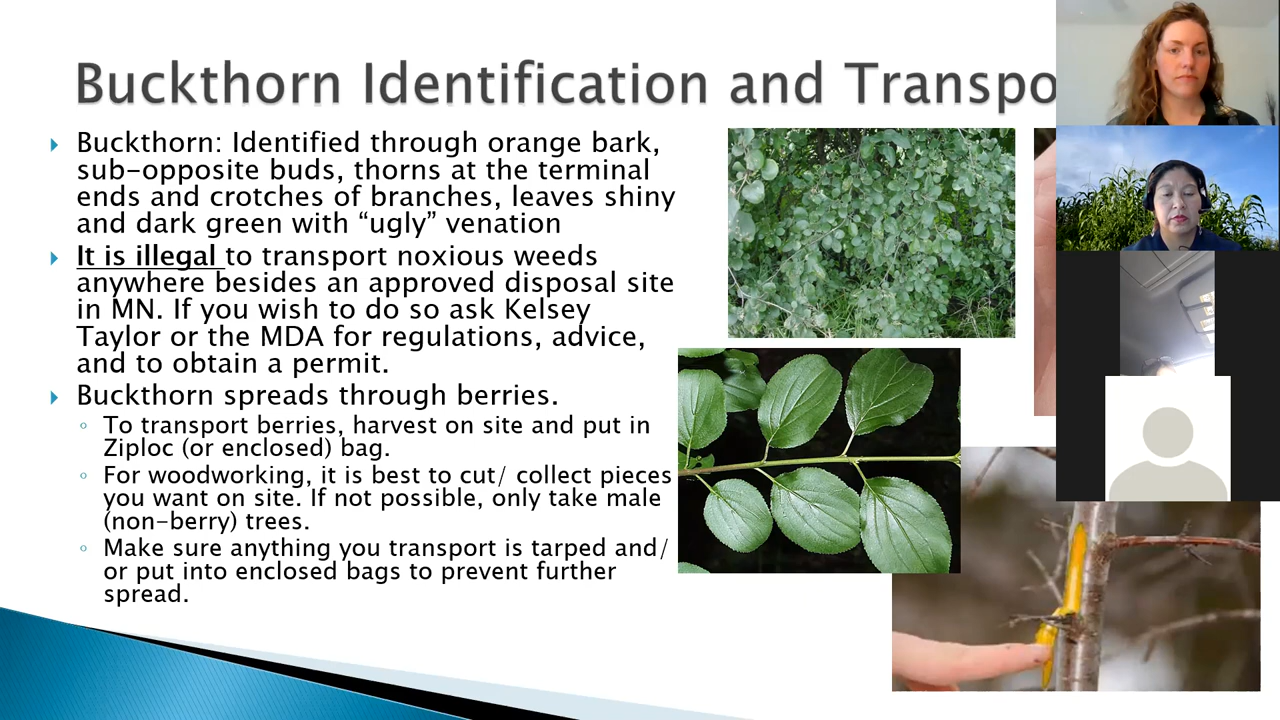 Buckthorn Identification and Transpo
Buckthorn: Identified through orange bark,
sub-opposite buds, thorns at the terminal
ends and crotches of branches, leaves shiny
and dark green with “ugly” venation
It is illegal to transport noxious weeds
anywhere besides an approved disposal site
in MN. If you wish to do so ask Kelsey
Taylor or the MDA for regulations, advice,
and to obtain a permit.
Buckthorn spreads through berries.
To transport berries, harvest on site and put in
Ziploc (or enclosed) bag.
For woodworking, it is best to cut/ collect pieces
you want on site. If not possible, only take male
(non-berry) trees.
Make sure anything you transport is tarped and/
or put into enclosed bags to prevent further
spread.